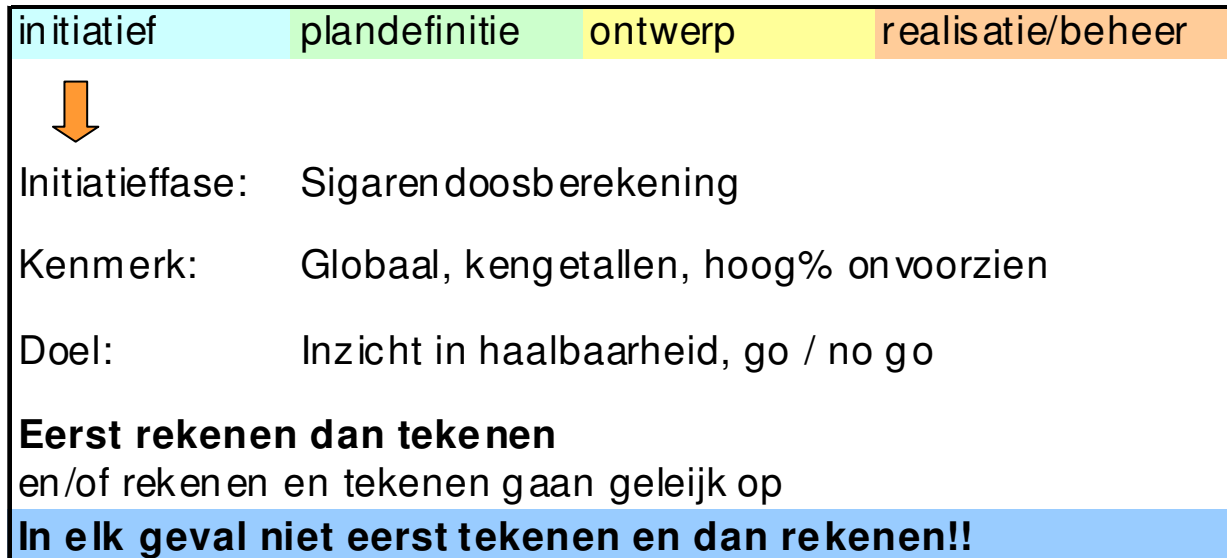 initiatief plandefinitie ontwerp realisatie/beheer
Initiatieffase: Sigarendoosberekening
Kenmerk: Globaal, kengetallen, hoog% onvoorzien
Doel: Inzicht in haalbaarheid, go / no go
Eerst rekenen dan tekenen
en/of rekenen en tekenen gaan geleijk op
In elk geval niet eerst tekenen en dan rekenen!!